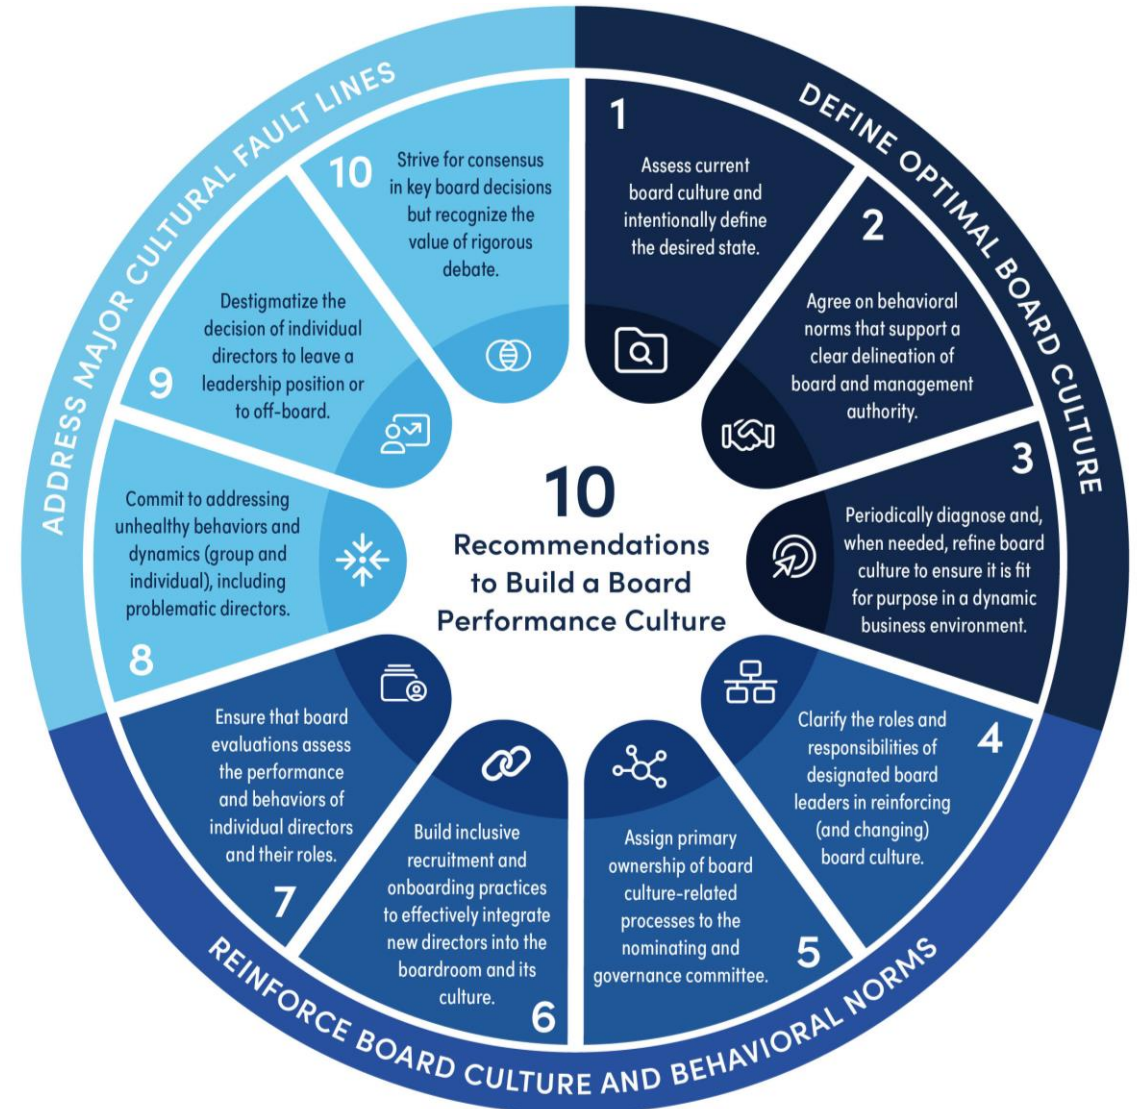 10
Recommendations
to Build a Board
Performance Culture
DEFINE OPTIMAL BOARD CULTURE
1
Assess current
board culture and
intentionally define
the desired state.
2
Agree on behavioral
norms that support a
clear delineation of
board and management
authority.
3
Periodically diagnose and,
when needed, refine board
culture to ensure it is fit
for purpose in a dynamic
business environment.
REINFORCE BOARD CULTURE AND BEHAVIORAL NORMS
4
Clarify the roles and
responsibilities of
designated board
leaders in reinforcing
(and changing)
board culture.
5
Assign primary
ownership of board
culture-related
processes to the
nominating and
governance committee.
6
Build inclusive
recruitment and
onboarding practices
to effectively integrate
new directors into the
boardroom and its
culture.
7
Ensure that board
evaluations assess
the performance
and behaviors of
individual directors
and their roles.
ADDRESS MAJOR CULTURAL FAULT LINES
8
Commit to addressing
unhealthy behaviors and
dynamics (group and
individual), including
problematic directors.
9
Destigmatize the
decision of individual
directors to leave a
leadership position or
to off-board.
10
Strive for consensus
in key board decisions
but recognize the
value of rigorous
debate.